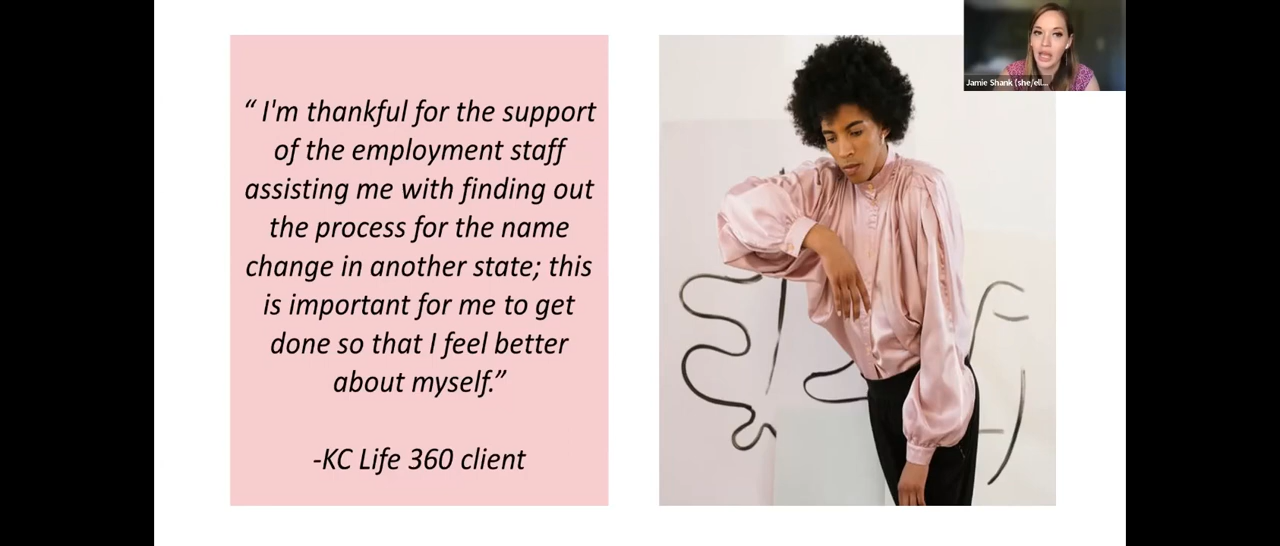 “ I'm thankful for the support
of the employment staff
assisting me with finding out
the process for the name
change in another state; this
is important for me to get
done so that I feel better
about myself.”
-KC Life 360 client
Jamie Shank (she/ell...